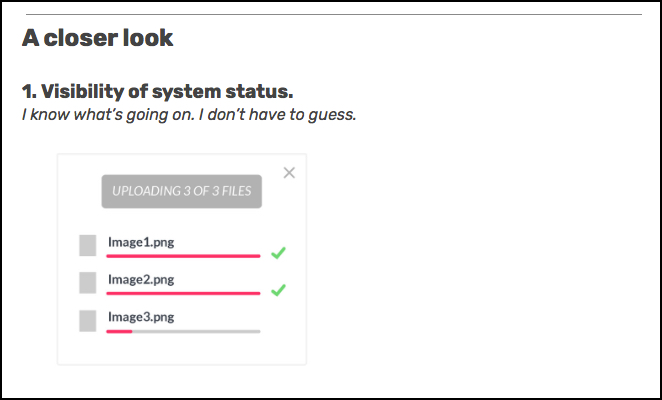 A closer look
1. Visibility of system status.
I know what's going on. I don't have to guess.
UPLOADING 3 OF 3 FILES
Image1.png
Image2.png
Image3.png